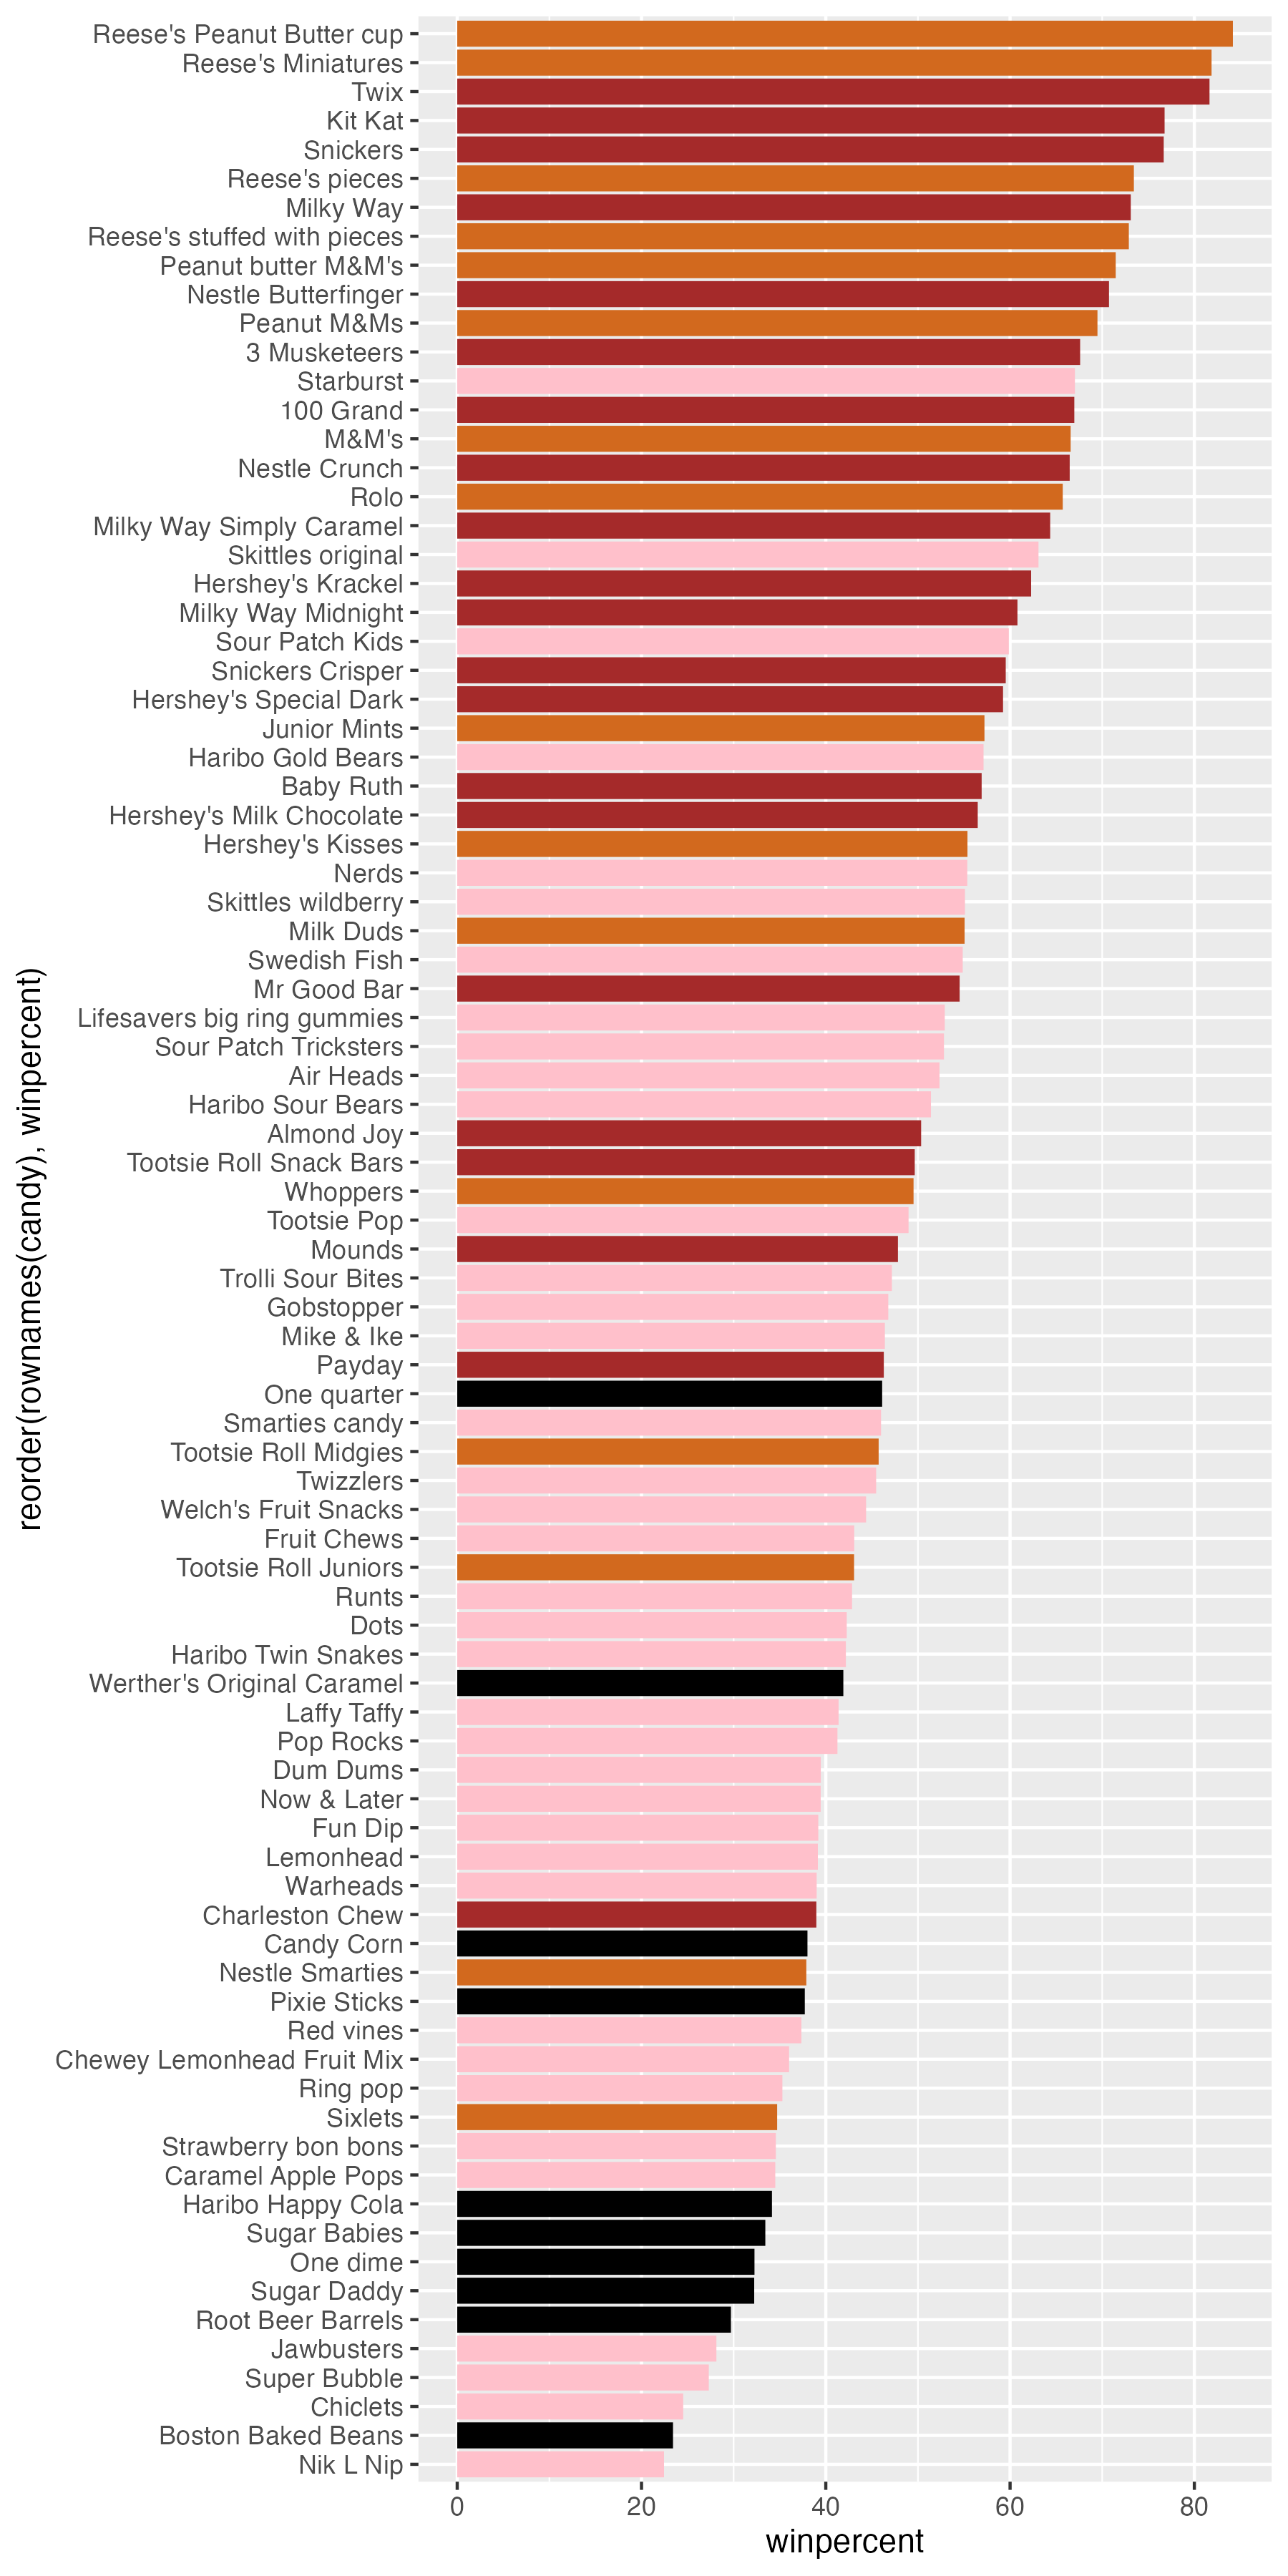 Reese's Peanut Butter cup
Reese's Miniatures
Twix
Kit Kat
Snickers
Reese's pieces
Milky Way
Reese's stuffed with pieces
Peanut butter M&M's
Nestle Butterfinger
Peanut M&Ms
3 Musketeers
Starburst
100 Grand
M&M's
Nestle Crunch
Rolo
Milky Way Simply Caramel
Skittles original
Hershey's Krackel
Milky Way Midnight
Sour Patch Kids
Snickers Crisper
Hershey's Special Dark
Junior Mints
Haribo Gold Bears
Baby Ruth
Hershey's Milk Chocolate
Hershey's Kisses
Nerds
Skittles wildberry
Milk Duds
Swedish Fish
Mr Good Bar
Lifesavers big ring gummies
Sour Patch Tricksters
Air Heads
Haribo Sour Bears
Almond Joy
Tootsie Roll Snack Bars
Whoppers
Tootsie Pop
Mounds
Trolli Sour Bites
Gobstopper
Mike & Ike
Payday
One quarter
Smarties candy
Tootsie Roll Midgies
Twizzlers
Welch's Fruit Snacks
Fruit Chews
Tootsie Roll Juniors
Runts
Dots
Haribo Twin Snakes
Werther's Original Caramel
Laffy Taffy
Pop Rocks
Dum Dums
Now & Later
Fun Dip
Lemonhead
Warheads
Charleston Chew
Candy Corn
Nestle Smarties
Pixie Sticks
Red vines
Chewey Lemonhead Fruit Mix
Ring pop
Sixlets
Strawberry bon bons
Caramel Apple Pops
Haribo Happy Cola
Sugar Babies
One dime
Sugar Daddy
Root Beer Barrels
Jawbusters
Super Bubble
Chiclets
Boston Baked Beans
Nik L Nip
reorder(rownames(candy), winpercent)
0 20 40 60 80
winpercent